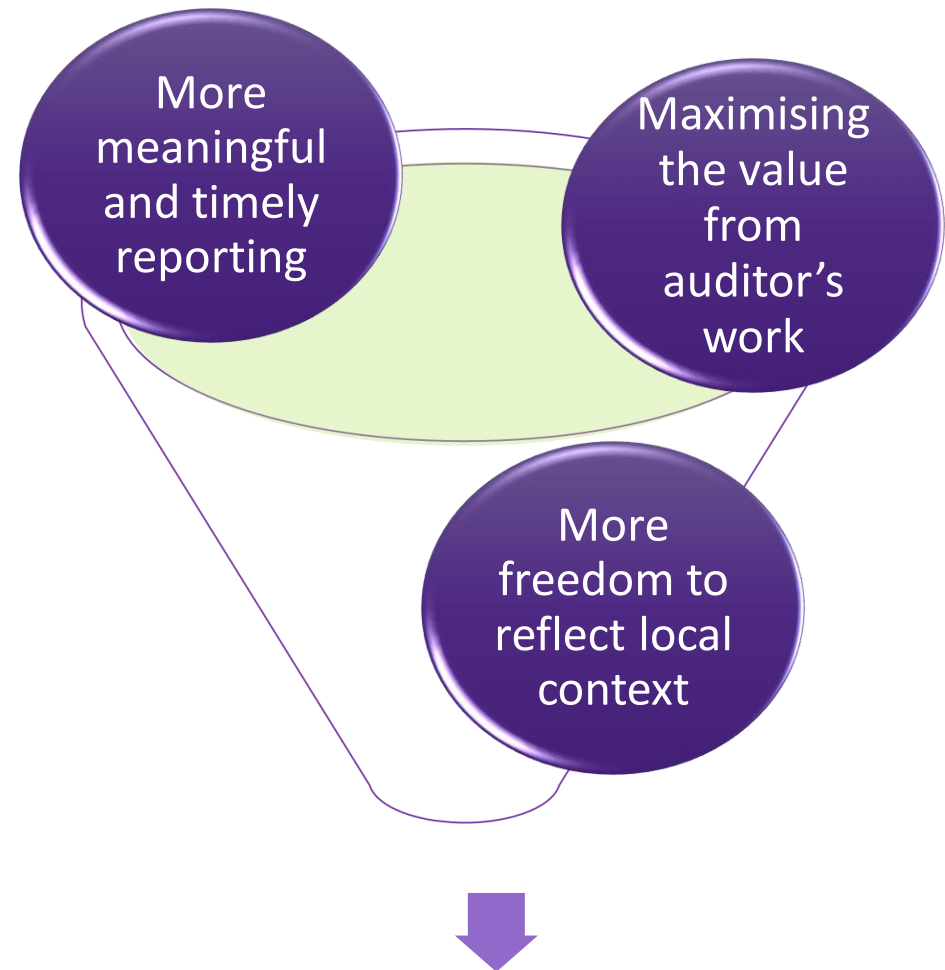 More
meaningful
and timely
reporting
Maximising
the value
from
auditor’s
work
More
freedom to
reflect local
context